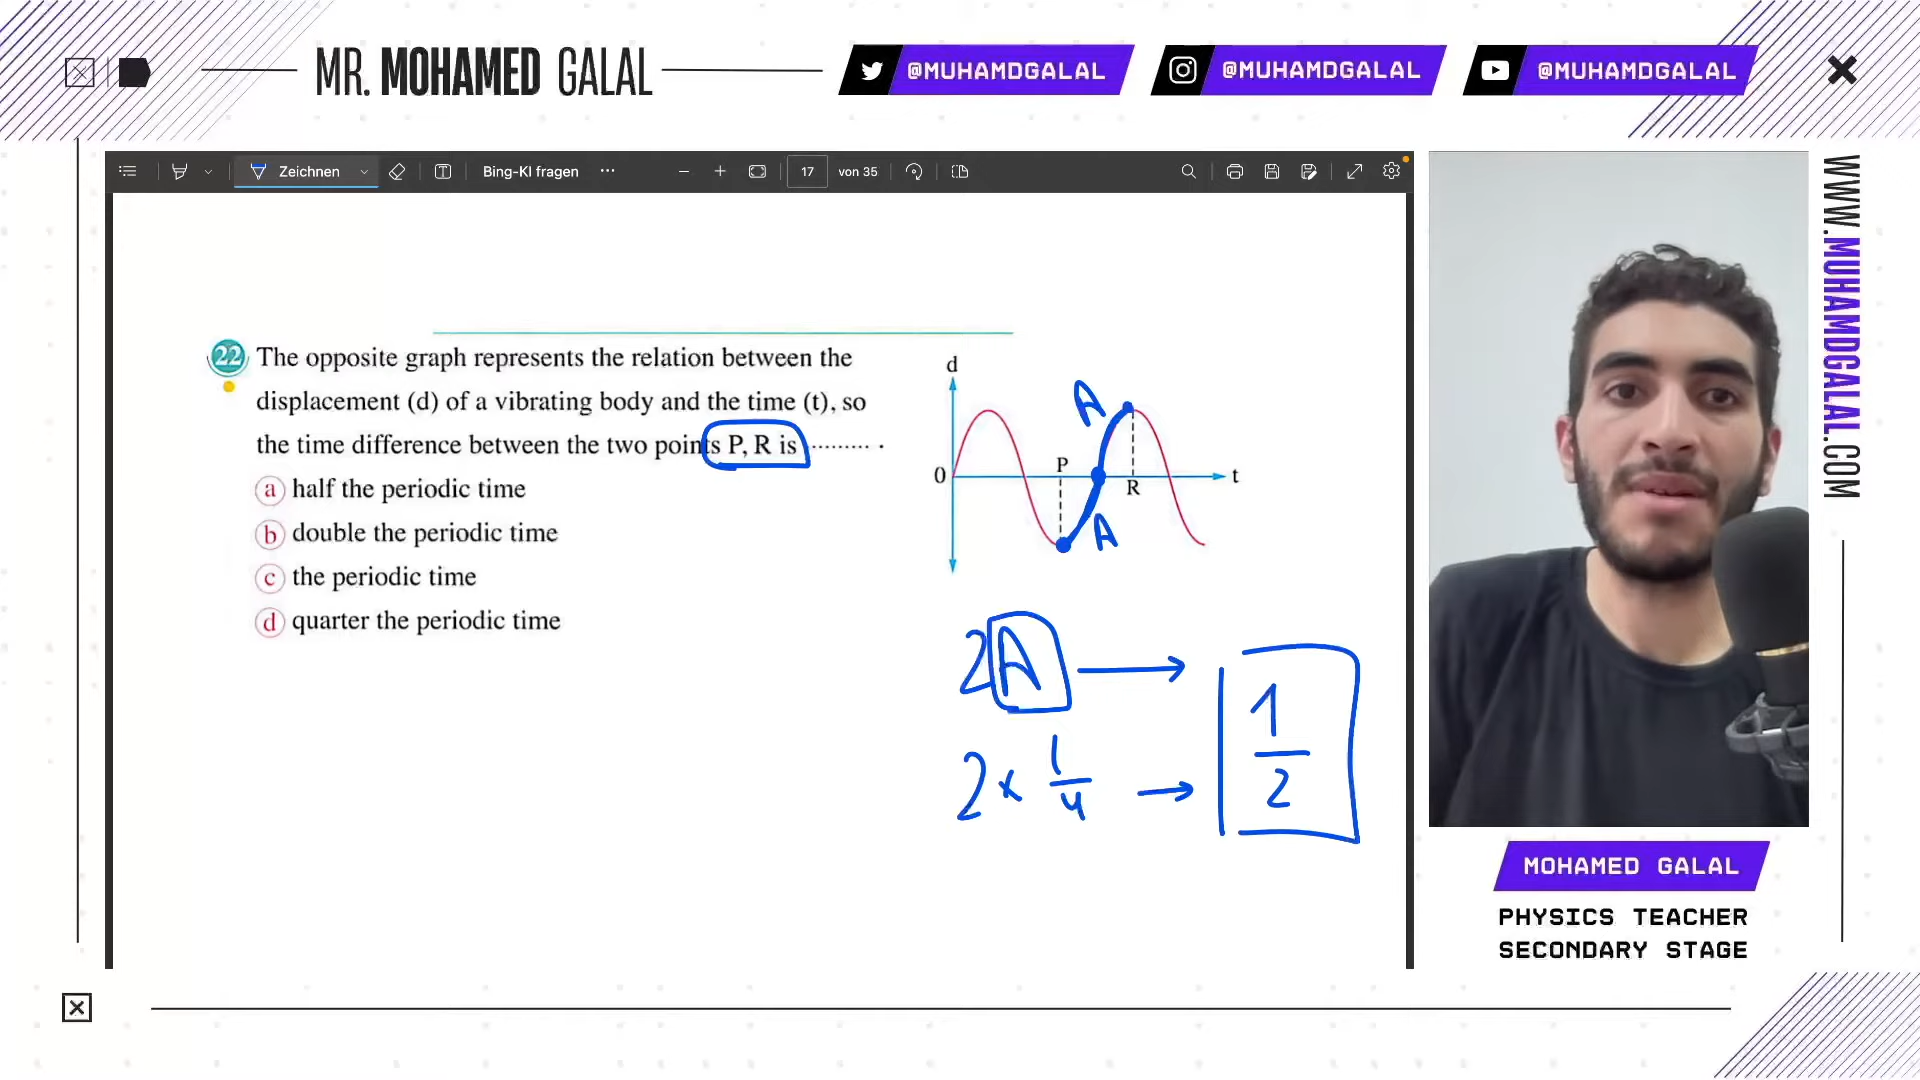 MR. MOHAMED GALAL
@MUHAMDGALAL
@MUHAMDGALAL
@MUHAMDGALAL
Zeichnen
Bing-KI fragen
17 von 35
WWW.MUHAMDGALAL.COM
22 The opposite graph represents the relation between the
displacement (d) of a vibrating body and the time (t), so
the time difference between the two points P, R is ········· .
a half the periodic time
b double the periodic time
c the periodic time
d quarter the periodic time
d
A
P
0
t
R
A
2A → 1/2
2 × 1/4 →
MOHAMED GALAL
PHYSICS TEACHER
SECONDARY STAGE